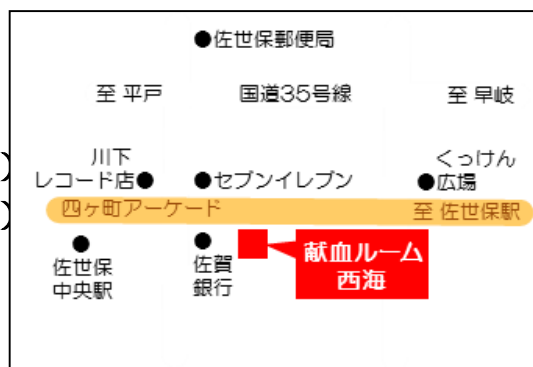 ●佐世保郵便局
至 平戸 国道35号線 至 早岐
川下
レコード店●
●セブンイレブン
くっけん
●広場
四ヶ町アーケード 至 佐世保駅
●
佐世保
中央駅
●
佐賀
銀行
献血ルーム
西海
)
)